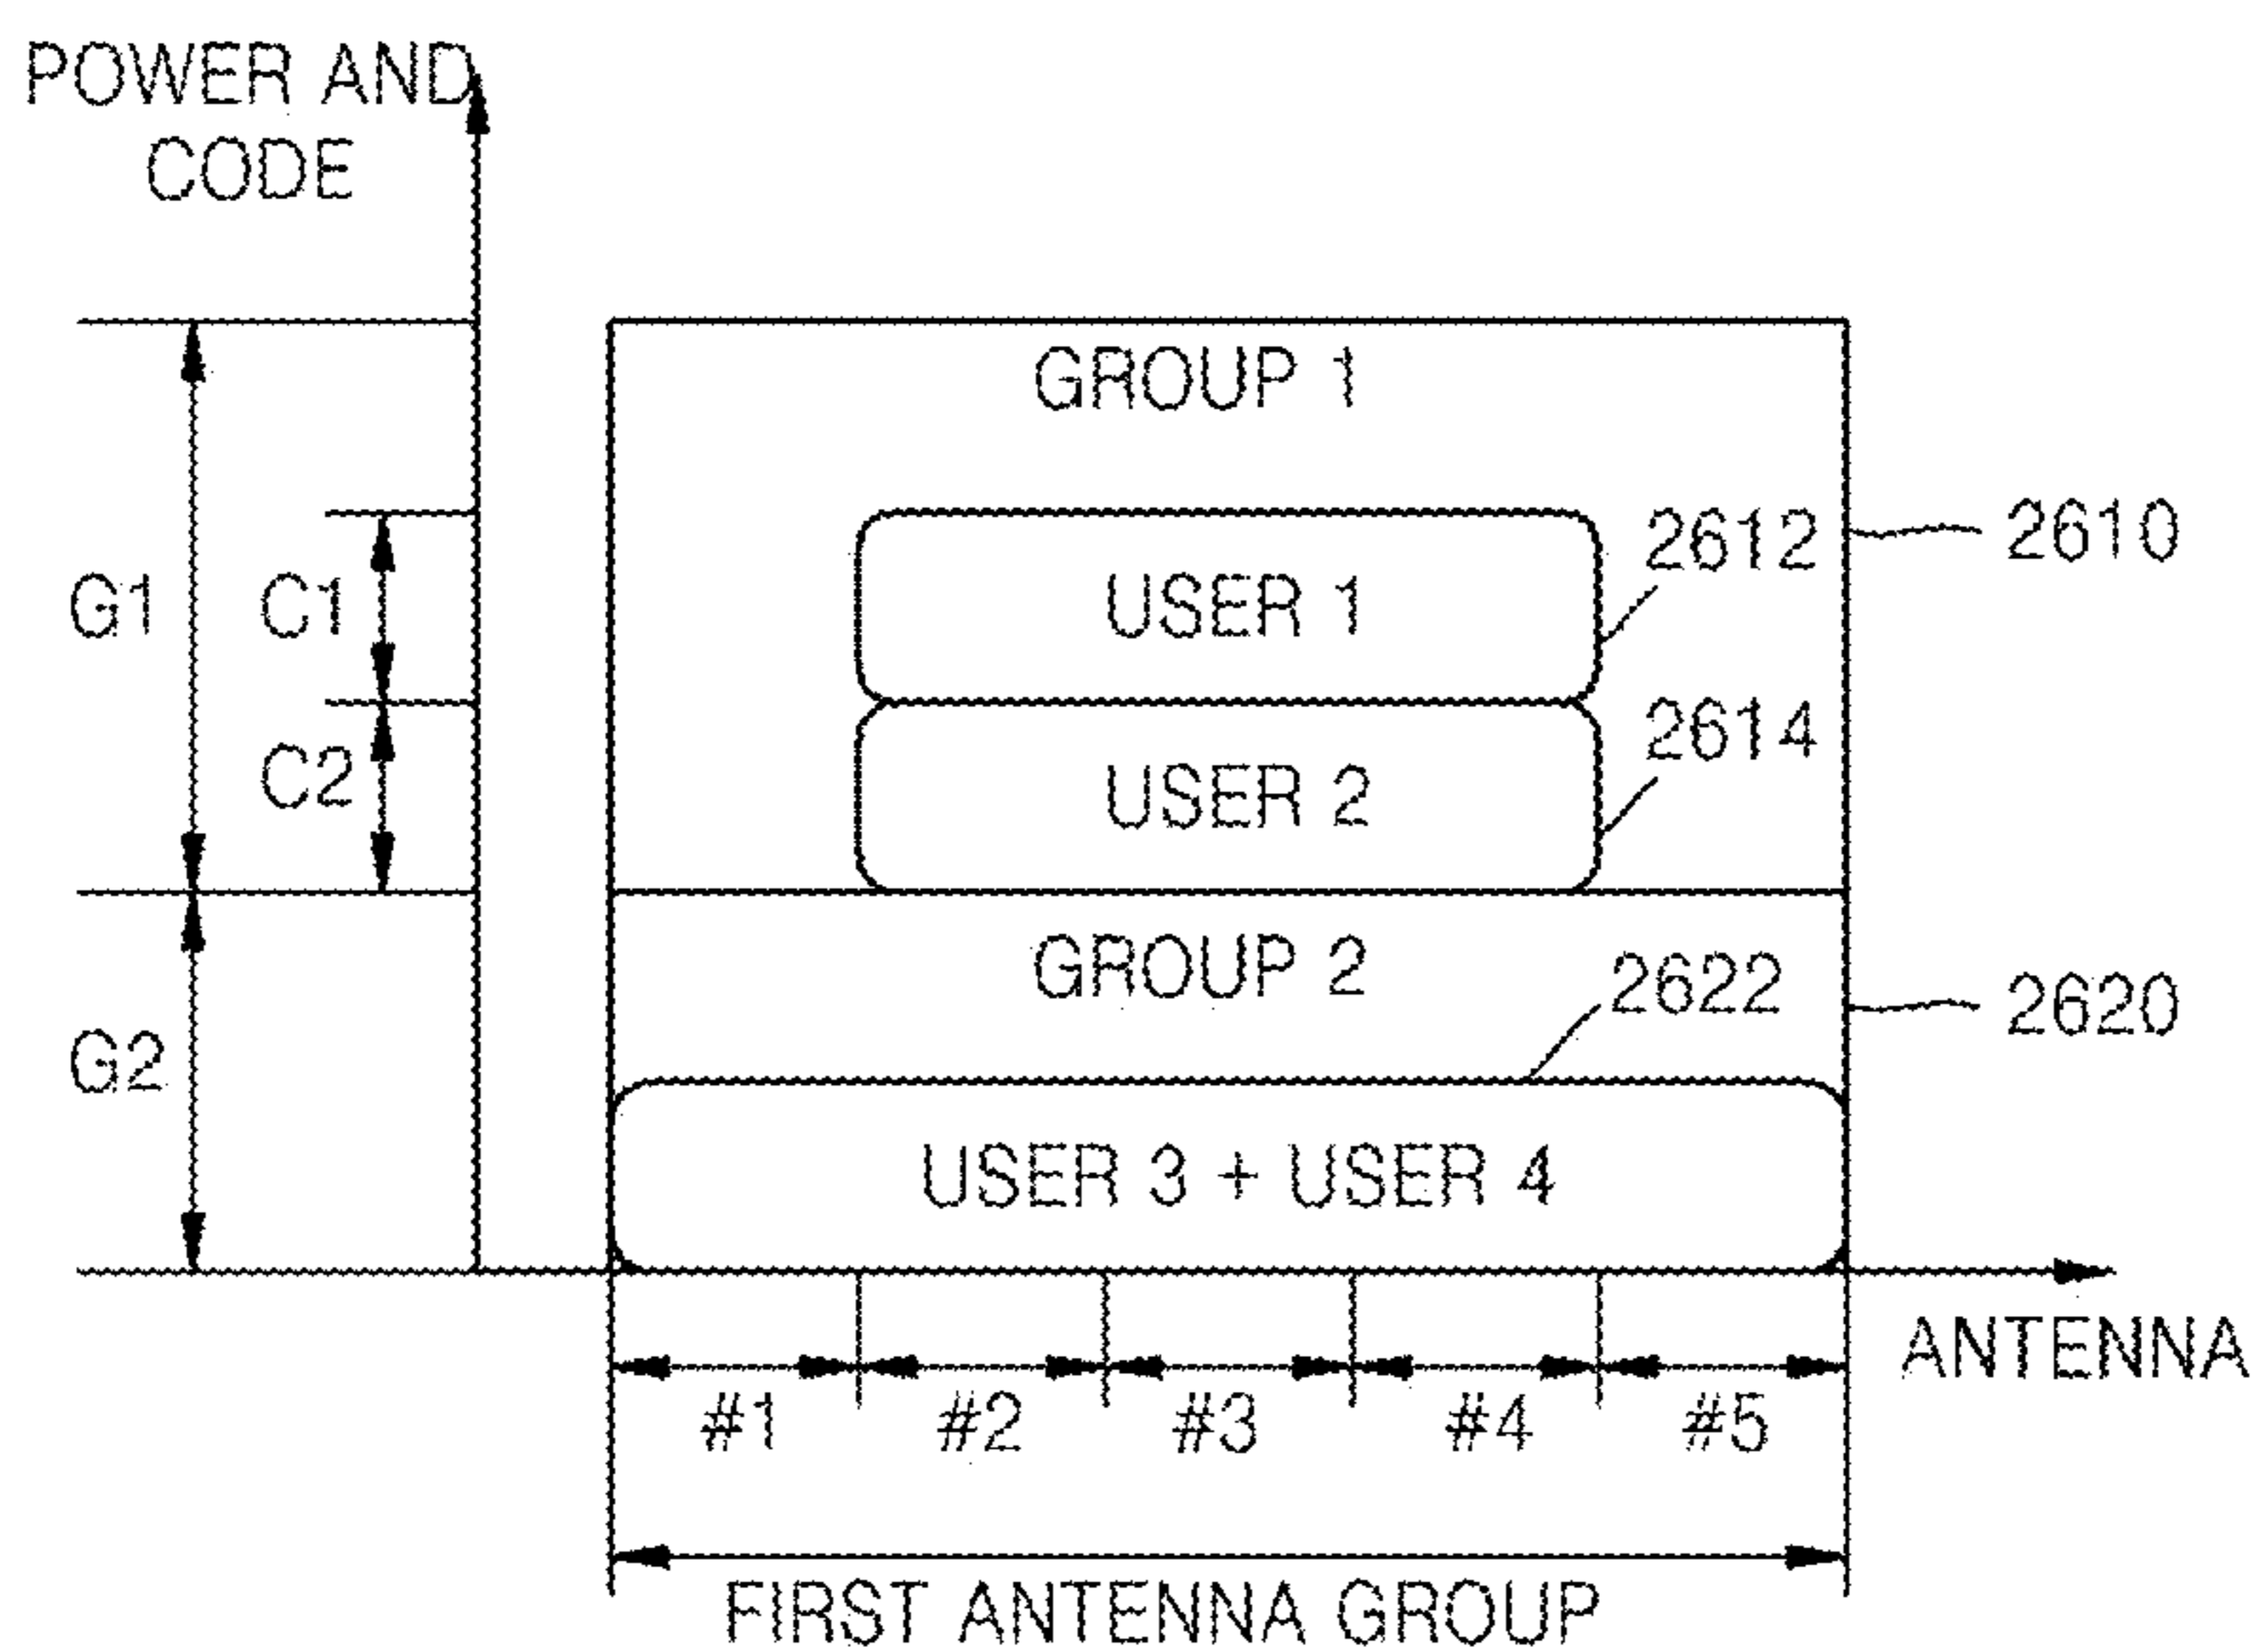 POWER AND
CODE
GROUP 1
2610
2612
G1
C1
USER 1
2614
C2
USER 2
GROUP 2
2622
2620
G2
USER 3 + USER 4
ANTENNA
#1 #2 #3 #4 #5
FIRST ANTENNA GROUP